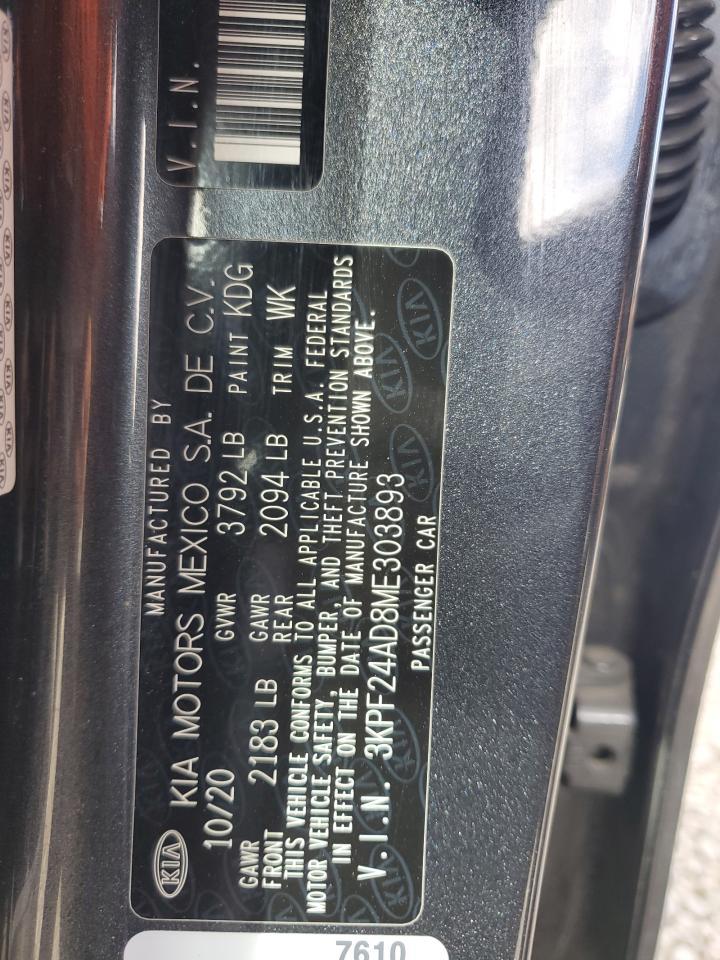 V.I.N.
MANUFACTURED BY
KIA KIA MOTORS MEXICO S.A. DE C.V.
10/20 GVWR 3792 LB PAINT KDG
GAWR FRONT 2183 LB GAWR REAR 2094 LB TRIM WK
THIS VEHICLE CONFORMS TO ALL APPLICABLE U.S.A. FEDERAL
MOTOR VEHICLE SAFETY, BUMPER, AND THEFT PREVENTION STANDARDS
IN EFFECT ON THE DATE OF MANUFACTURE SHOWN ABOVE.
V.I.N. 3KPF24AD8ME303893
PASSENGER CAR
7610